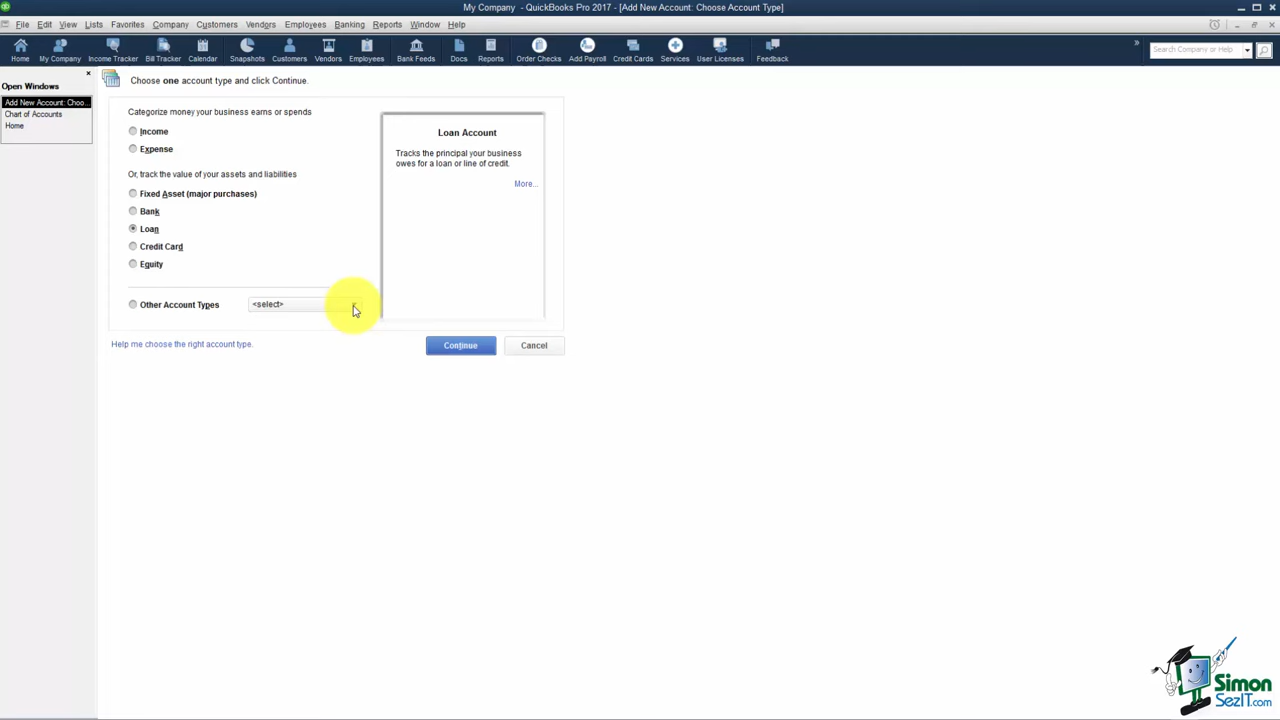 My Company - QuickBooks Pro 2017 - [Add New Account: Choose Account Type]
File Edit View Lists Favorites Company Customers Vendors Employees Banking Reports Window Help
Home My Company Income Tracker Bill Tracker Calendar Snapshots Customers Vendors Employees Bank Feeds Docs Reports Order Checks Add Payroll Credit Cards Services User Licenses Feedback
Search Company or Help
Open Windows
Add New Account: Choo...
Chart of Accounts
Home
Choose one account type and click Continue.
Categorize money your business earns or spends
Income
Expense
Or, track the value of your assets and liabilities
Fixed Asset (major purchases)
Bank
Loan
Credit Card
Equity
Other Account Types
<select>
Loan Account
Tracks the principal your business
owes for a loan or line of credit.
More...
Help me choose the right account type.
Continue
Cancel
Simon
SezIT.com